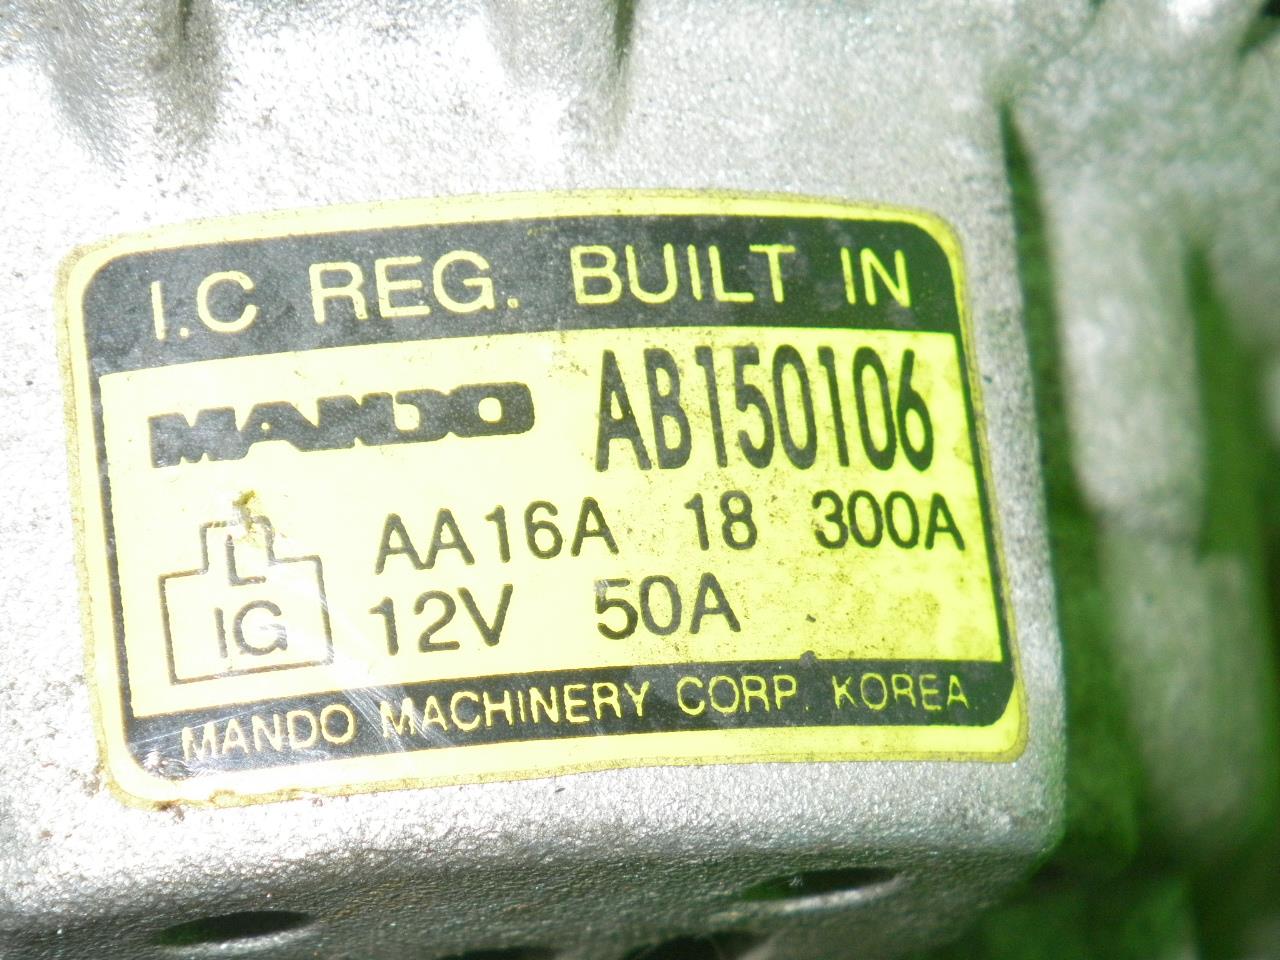 I.C REG. BUILT IN
MANDO AB150106
AA16A 18 300A
L
IG 12V 50A
MANDO MACHINERY CORP. KOREA